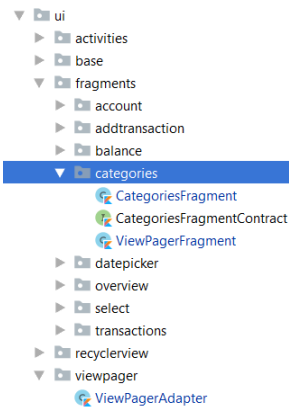 ui
activities
base
fragments
account
addtransaction
balance
categories
CategoriesFragment
CategoriesFragmentContract
ViewPagerFragment
datepicker
overview
select
transactions
recyclerview
viewpager
ViewPagerAdapter